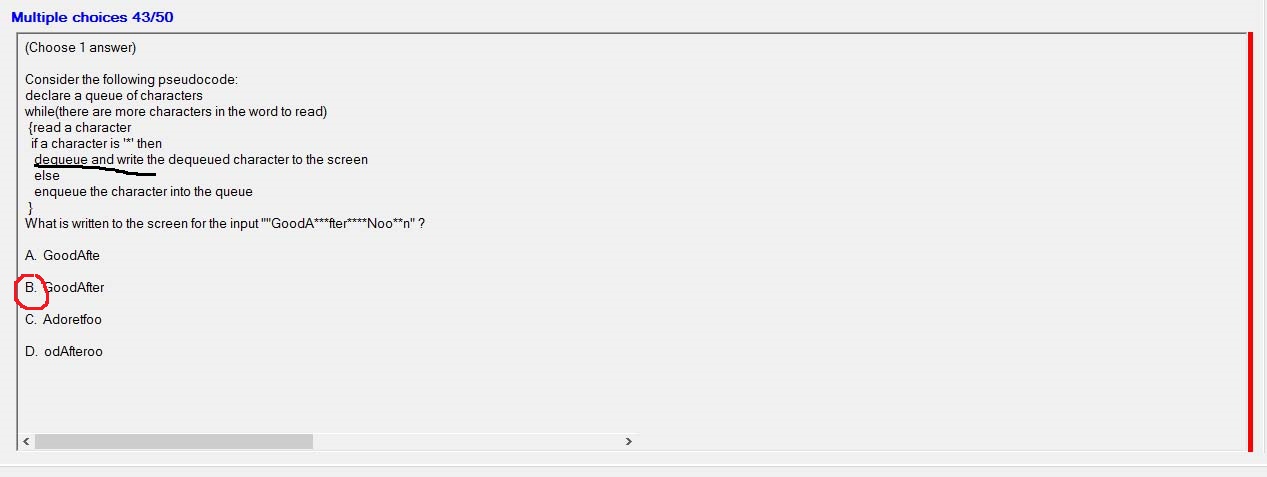 Multiple choices 43/50
(Choose 1 answer)
Consider the following pseudocode:
declare a queue of characters
while(there are more characters in the word to read)
{read a character
if a character is '*' then
dequeue and write the dequeued character to the screen
else
enqueue the character into the queue
}
What is written to the screen for the input ""GoodA***fter****Noo**n" ?
A. GoodAfte
B. GoodAfter
C. Adoretfoo
D. odAfteroo